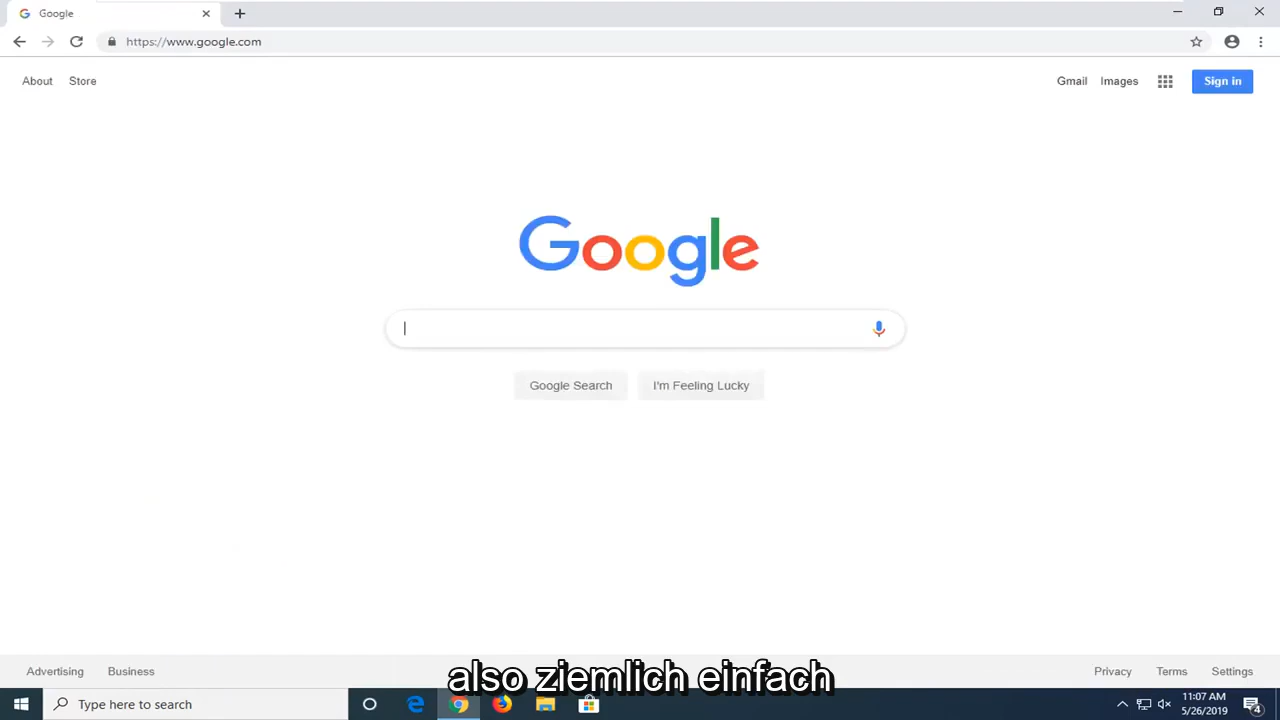 Google
https://www.google.com
About Store
Gmail Images Sign in
Google
Google Search I'm Feeling Lucky
Advertising Business
Privacy Terms Settings
also ziemlich einfach
Type here to search
11:07 AM
5/26/2019
4